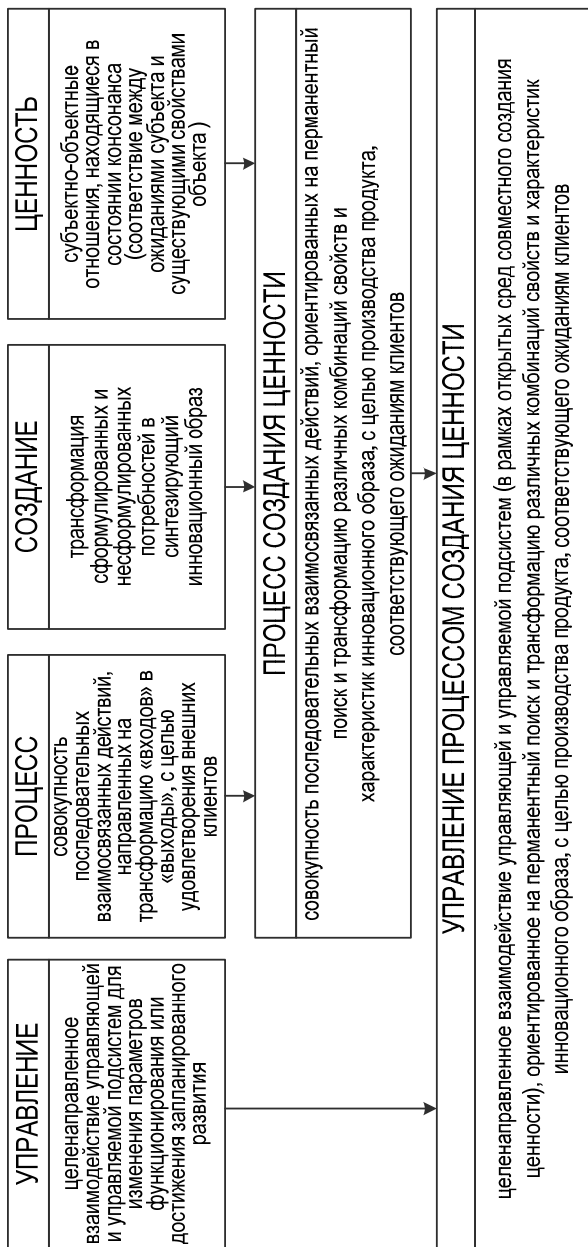 УПРАВЛЕНИЕ
целенаправленное
взаимодействие управляющей
и управляемой подсистем для
изменения параметров
функционирования или
достижения запланированного
развития
ПРОЦЕСС
совокупность
последовательных
взаимосвязанных действий,
направленных на
трансформацию «входов» в
«выходы», с целью
удовлетворения внешних
клиентов
СОЗДАНИЕ
трансформация
сформулированных и
несформулированных
потребностей в
синтезирующий
инновационный образ
ЦЕННОСТЬ
субъектно-объектные
отношения, находящиеся в
состоянии консонанса
(соответствие между
ожиданиями субъекта и
существующими свойствами
объекта )
ПРОЦЕСС СОЗДАНИЯ ЦЕННОСТИ
совокупность последовательных взаимосвязанных действий, ориентированных на перманентный
поиск и трансформацию различных комбинаций свойств и
характеристик инновационного образа, с целью производства продукта,
соответствующего ожиданиям клиентов
УПРАВЛЕНИЕ ПРОЦЕССОМ СОЗДАНИЯ ЦЕННОСТИ
целенаправленное взаимодействие управляющей и управляемой подсистем (в рамках открытых сред совместного создания
ценности), ориентированное на перманентный поиск и трансформацию различных комбинаций свойств и характеристик
инновационного образа, с целью производства продукта, соответствующего ожиданиям клиентов